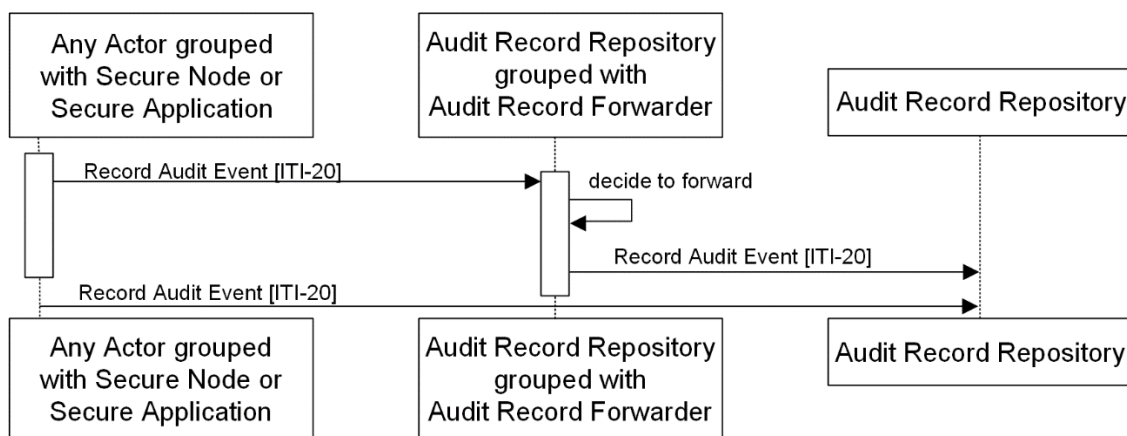 Any Actor grouped
with Secure Node or
Secure Application
Audit Record Repository
grouped with
Audit Record Forwarder
Audit Record Repository
Record Audit Event [ITI-20]
decide to forward
Record Audit Event [ITI-20]
Record Audit Event [ITI-20]
Any Actor grouped
with Secure Node or
Secure Application
Audit Record Repository
grouped with
Audit Record Forwarder
Audit Record Repository